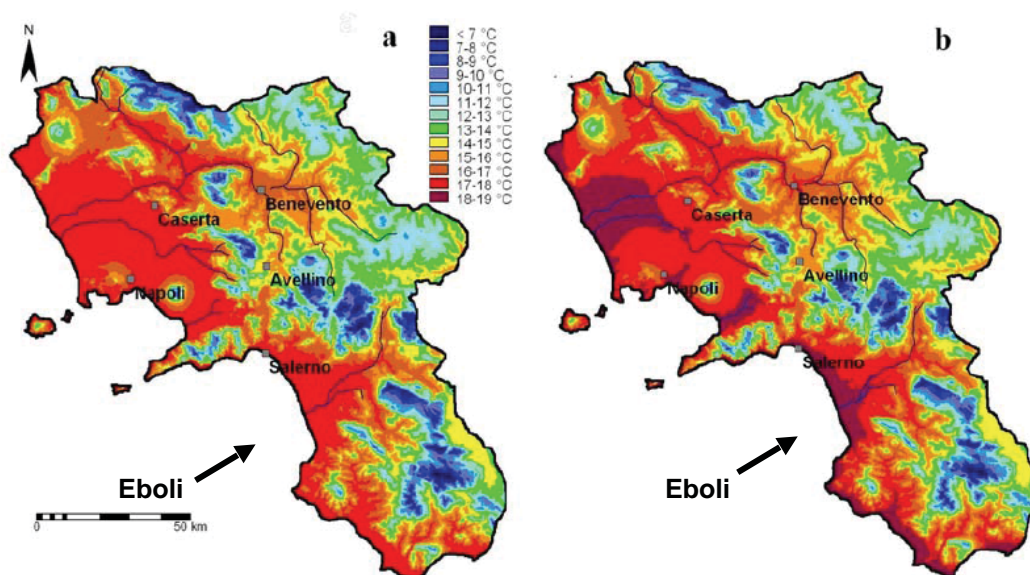 N
a
< 7 °C
7-8 °C
8-9 °C
9-10 °C
10-11 °C
11-12 °C
12-13 °C
13-14 °C
14-15 °C
15-16 °C
16-17 °C
17-18 °C
18-19 °C
Caserta
Benevento
Avellino
Napoli
Salerno
Eboli
0 50 km
b
Caserta
Benevento
Avellino
Napoli
Salerno
Eboli